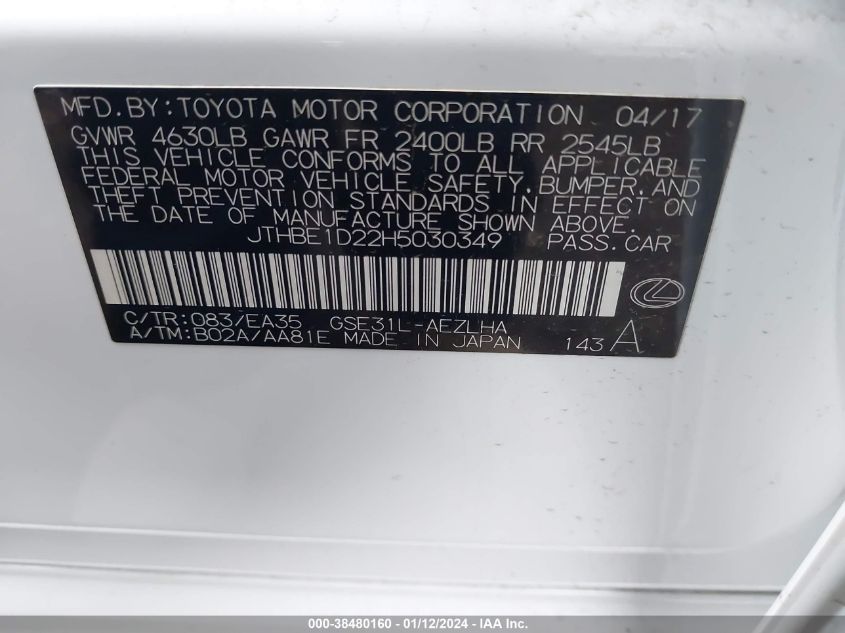 MFD.BY:TOYOTA MOTOR CORPORATION 04/17
GVWR 4630LB GAWR FR 2400LB RR 2545LB
THIS VEHICLE CONFORMS TO ALL APPLICABLE
FEDERAL MOTOR VEHICLE SAFETY,BUMPER,AND
THEFT PREVENTION STANDARDS IN EFFECT ON
THE DATE OF MANUFACTURE SHOWN ABOVE.
JTHBE1D22H5030349 PASS.CAR
C/TR:083/EA35 GSE31L-AEZLHA
A/TM:B02A/AA81E MADE IN JAPAN 143 A
000-38480160 - 01/12/2024 - IAA Inc.